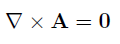 ∇ × A = 0